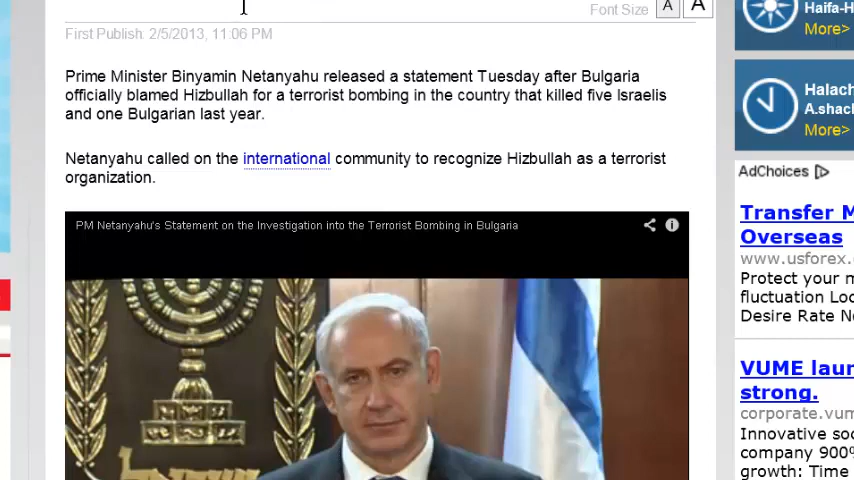 Font Size A A
First Publish: 2/5/2013, 11:06 PM
Prime Minister Binyamin Netanyahu released a statement Tuesday after Bulgaria
officially blamed Hizbullah for a terrorist bombing in the country that killed five Israelis
and one Bulgarian last year.
Netanyahu called on the international community to recognize Hizbullah as a terrorist
organization.
PM Netanyahu's Statement on the Investigation into the Terrorist Bombing in Bulgaria
Haifa-H
More>
Halach
A.shac
More>
AdChoices
Transfer M
Overseas
www.usforex.
Protect your m
fluctuation Loc
Desire Rate N
VUME laun
strong.
corporate.vum
Innovative soc
company 900%
growth: Time